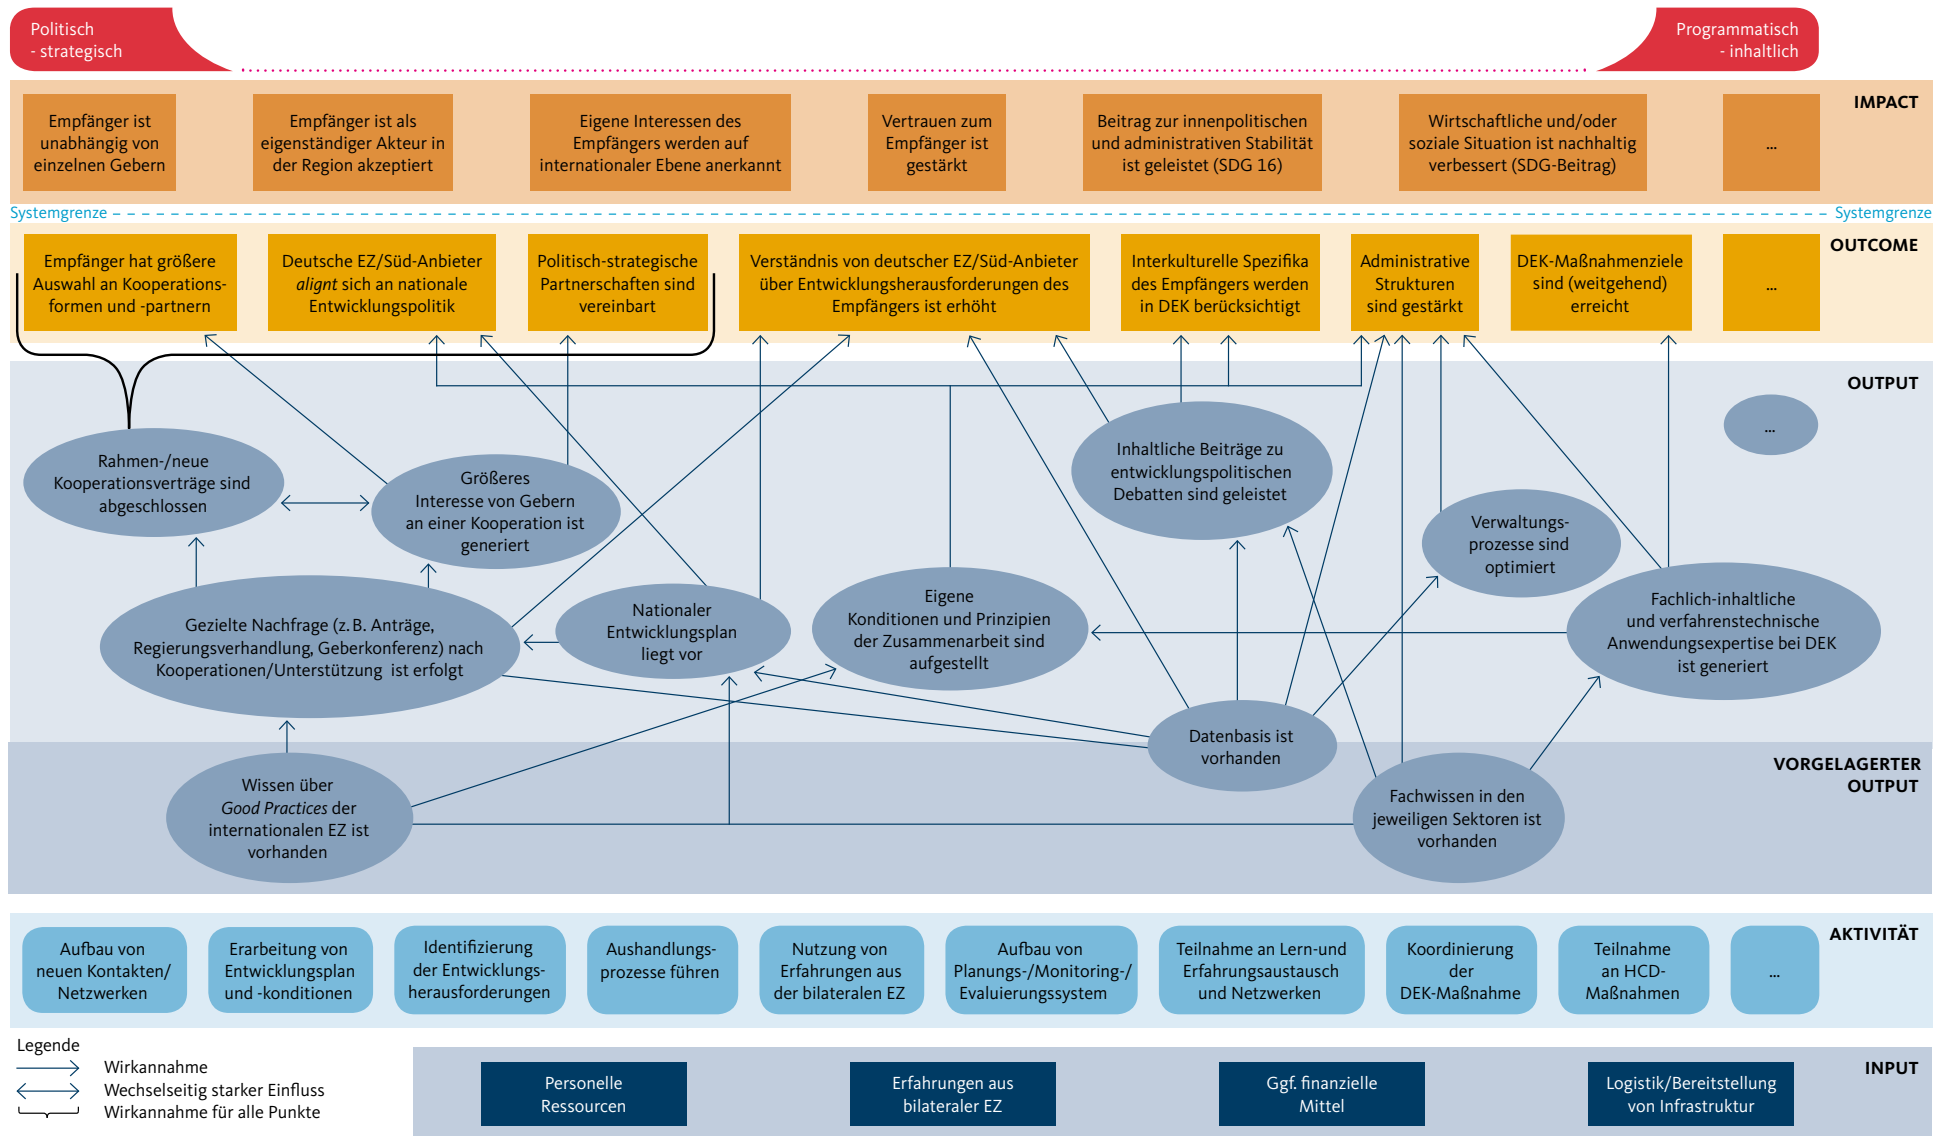 Politisch
- strategisch
Programmatisch
- inhaltlich
IMPACT
Empfänger ist
unabhängig von
einzelnen Gebern
Empfänger ist als
eigenständiger Akteur in
der Region akzeptiert
Eigene Interessen des
Empfängers werden auf
internationaler Ebene anerkannt
Vertrauen zum
Empfänger ist
gestärkt
Beitrag zur innenpolitischen
und administrativen Stabilität
ist geleistet (SDG 16)
Wirtschaftliche und/oder
soziale Situation ist nachhaltig
verbessert (SDG-Beitrag)
...
Systemgrenze
Systemgrenze
OUTCOME
Empfänger hat größere
Auswahl an Kooperations-
formen und -partnern
Deutsche EZ/Süd-Anbieter
alignt sich an nationale
Entwicklungspolitik
Politisch-strategische
Partnerschaften sind
vereinbart
Verständnis von deutscher EZ/Süd-Anbieter
über Entwicklungsherausforderungen des
Empfängers ist erhöht
Interkulturelle Spezifika
des Empfängers werden
in DEK berücksichtigt
Administrative
Strukturen
sind gestärkt
DEK-Maßnahmenziele
sind (weitgehend)
erreicht
...
OUTPUT
...
Rahmen-/neue
Kooperationsverträge sind
abgeschlossen
Größeres
Interesse von Gebern
an einer Kooperation ist
generiert
Inhaltliche Beiträge zu
entwicklungspolitischen
Debatten sind geleistet
Verwaltungs-
prozesse sind
optimiert
Gezielte Nachfrage (z. B. Anträge,
Regierungsverhandlung, Geberkonferenz) nach
Kooperationen/Unterstützung ist erfolgt
Nationaler
Entwicklungsplan
liegt vor
Eigene
Konditionen und Prinzipien
der Zusammenarbeit sind
aufgestellt
Fachlich-inhaltliche
und verfahrenstechnische
Anwendungsexpertise bei DEK
ist generiert
Datenbasis ist
vorhanden
VORGELAGERTER
OUTPUT
Wissen über
Good Practices der
internationalen EZ ist
vorhanden
Fachwissen in den
jeweiligen Sektoren ist
vorhanden
AKTIVITÄT
Aufbau von
neuen Kontakten/
Netzwerken
Erarbeitung von
Entwicklungsplan
und -konditionen
Identifizierung
der Entwicklungs-
herausforderungen
Aushandlungs-
prozesse führen
Nutzung von
Erfahrungen aus
der bilateralen EZ
Aufbau von
Planungs-/Monitoring-/
Evaluierungssystem
Teilnahme an Lern-und
Erfahrungsaustausch
und Netzwerken
Koordinierung
der
DEK-Maßnahme
Teilnahme
an HCD-
Maßnahmen
...
Legende
Wirkannahme
Wechselseitig starker Einfluss
Wirkannahme für alle Punkte
INPUT
Personelle
Ressourcen
Erfahrungen aus
bilateraler EZ
Ggf. finanzielle
Mittel
Logistik/Bereitstellung
von Infrastruktur